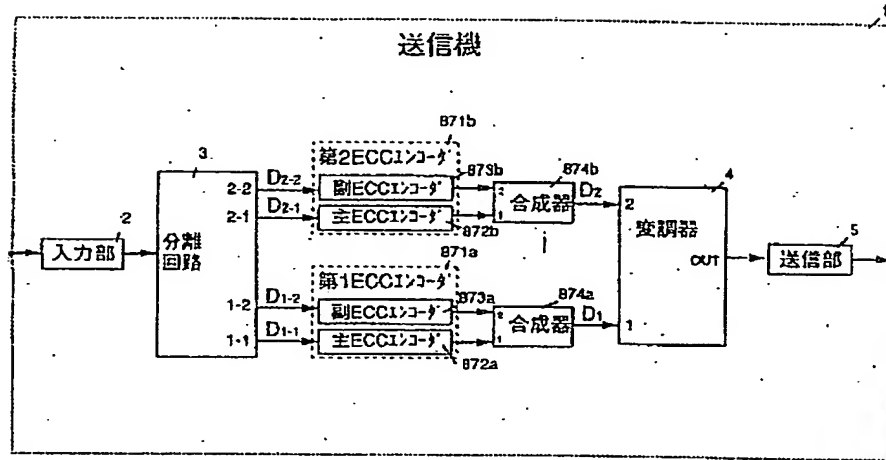 送信機
871b
第2ECCエンコーダ
3
873b
874b
4
2-2
D2-2
副ECCエンコーダ
2
合成器
D2
2
2-1
D2-1
主ECCエンコーダ
1
変調器
5
2
872b
入力部
分離
回路
871a
OUT
送信部
第1ECCエンコーダ
873a
874a
1-2
D1-2
副ECCエンコーダ
2
合成器
D1
1
1-1
D1-1
主ECCエンコーダ
1
872a